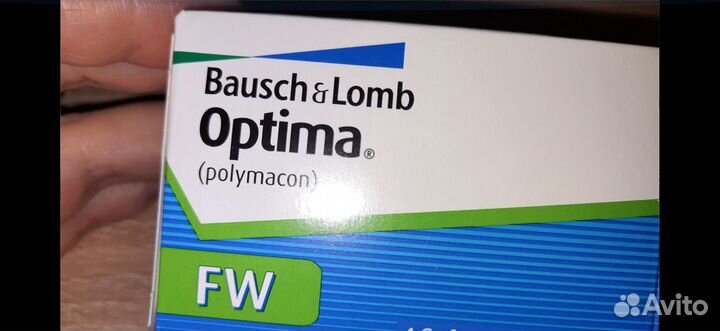 Bausch & Lomb
Optima®
(polymacon)
FW
Avito